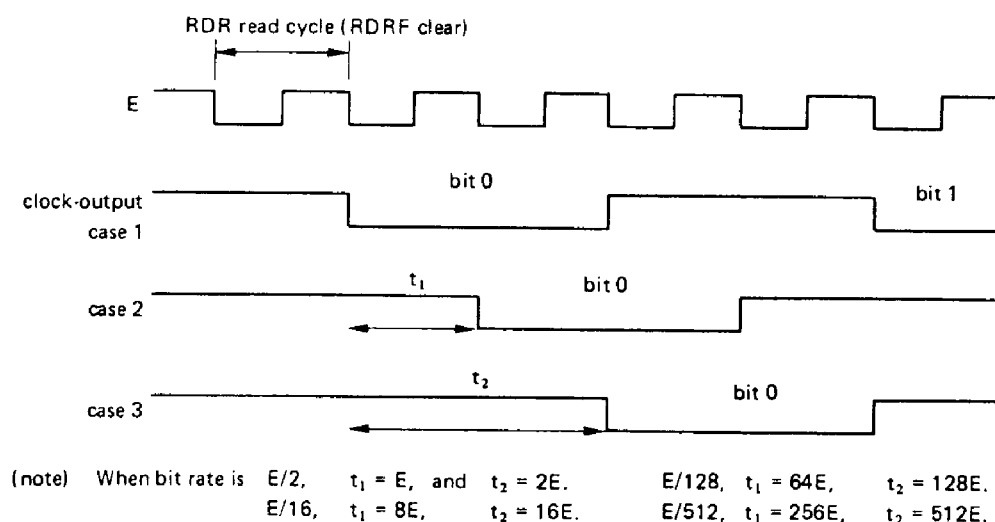 RDR read cycle (RDRF clear)
E
clock-output
case 1
bit 0
bit 1
case 2
t₁
bit 0
case 3
t₂
bit 0
(note) When bit rate is E/2, t₁ = E, and t₂ = 2E. E/128, t₁ = 64E, t₂ = 128E.
E/16, t₁ = 8E, t₂ = 16E. E/512, t₁ = 256E, t₂ = 512E.